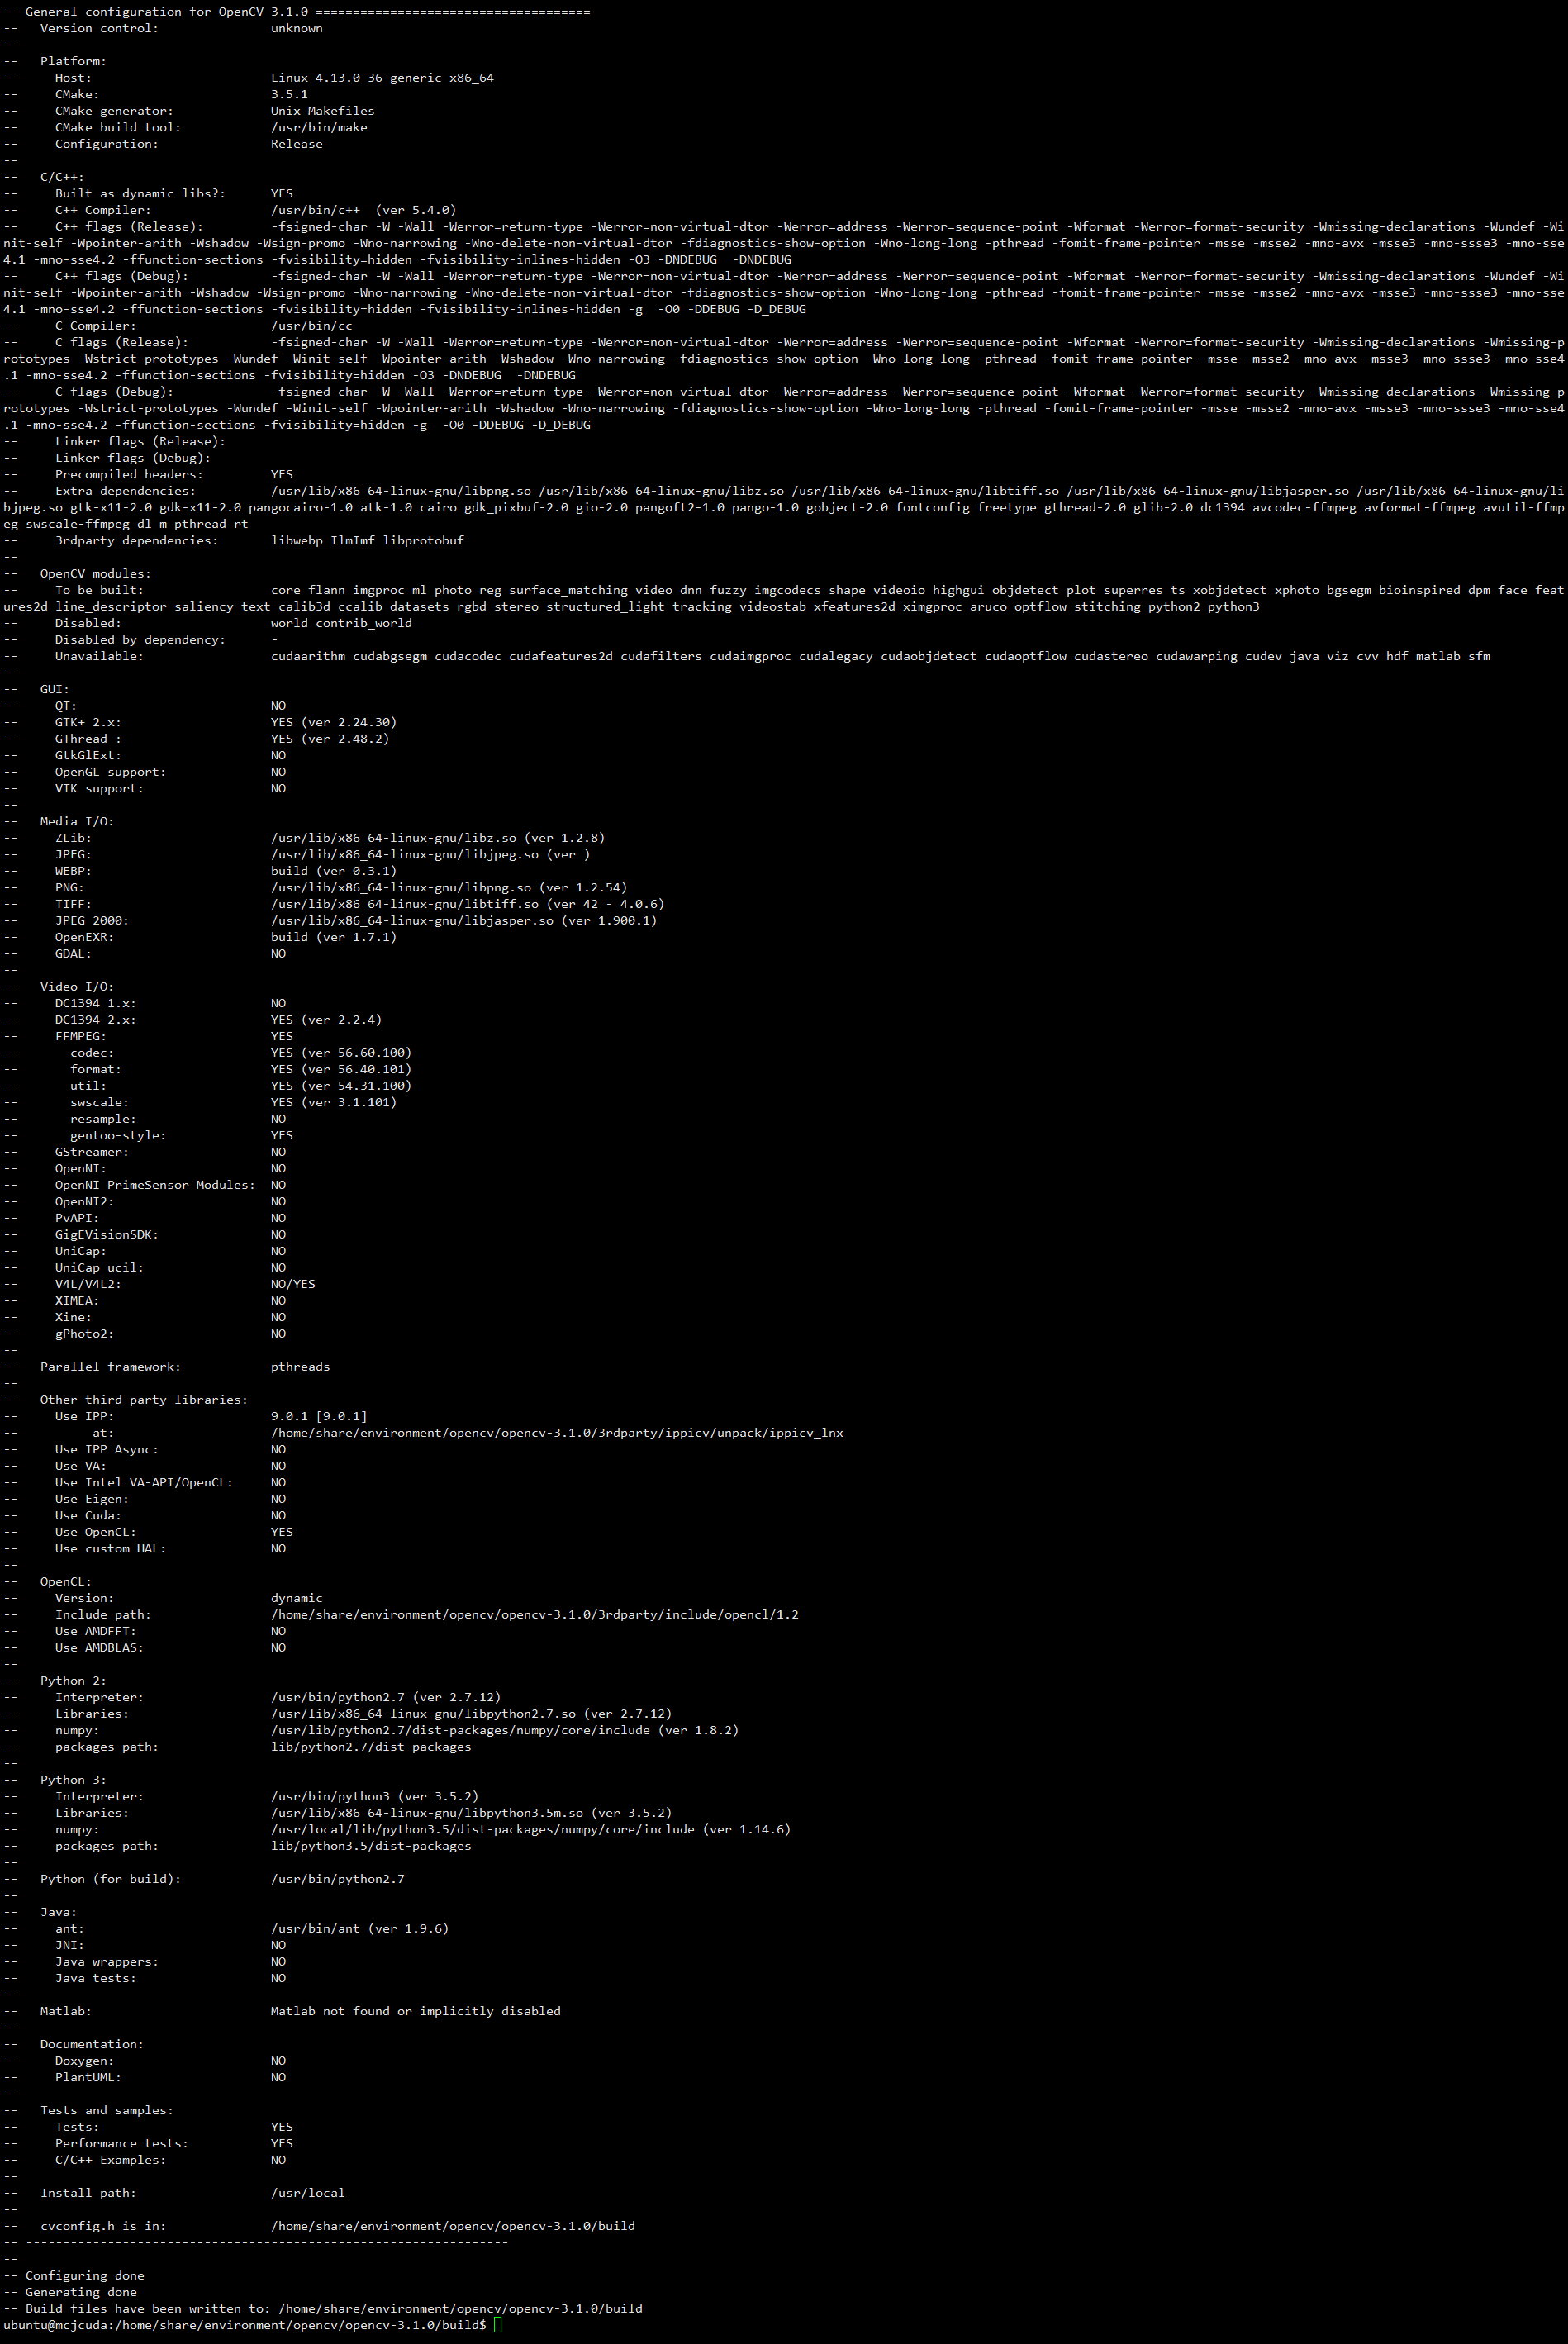 -- General configuration for OpenCV 3.1.0 =====================================
--   Version control:               unknown
--
--   Platform:
--     Host:                        Linux 4.13.0-36-generic x86_64
--     CMake:                       3.5.1
--     CMake generator:             Unix Makefiles
--     CMake build tool:            /usr/bin/make
--     Configuration:               Release
--
--   C/C++:
--     Built as dynamic libs?:      YES
--     C++ Compiler:                /usr/bin/c++  (ver 5.4.0)
--     C++ flags (Release):         -fsigned-char -W -Wall -Werror=return-type -Werror=non-virtual-dtor -Werror=address -Werror=sequence-point -Wformat -Werror=format-security -Wmissing-declarations -Wundef -Wi
nit-self -Wpointer-arith -Wshadow -Wsign-promo -Wno-narrowing -Wno-delete-non-virtual-dtor -fdiagnostics-show-option -Wno-long-long -pthread -fomit-frame-pointer -msse -msse2 -mno-avx -msse3 -mno-ssse3 -mno-sse
4.1 -mno-sse4.2 -ffunction-sections -fvisibility=hidden -fvisibility-inlines-hidden -O3 -DNDEBUG  -DNDEBUG
--     C++ flags (Debug):           -fsigned-char -W -Wall -Werror=return-type -Werror=non-virtual-dtor -Werror=address -Werror=sequence-point -Wformat -Werror=format-security -Wmissing-declarations -Wundef -Wi
nit-self -Wpointer-arith -Wshadow -Wsign-promo -Wno-narrowing -Wno-delete-non-virtual-dtor -fdiagnostics-show-option -Wno-long-long -pthread -fomit-frame-pointer -msse -msse2 -mno-avx -msse3 -mno-ssse3 -mno-sse
4.1 -mno-sse4.2 -ffunction-sections -fvisibility=hidden -fvisibility-inlines-hidden -g  -O0 -DDEBUG -D_DEBUG
--     C Compiler:                  /usr/bin/cc
--     C flags (Release):           -fsigned-char -W -Wall -Werror=return-type -Werror=non-virtual-dtor -Werror=address -Werror=sequence-point -Wformat -Werror=format-security -Wmissing-declarations -Wmissing-p
rototypes -Wstrict-prototypes -Wundef -Winit-self -Wpointer-arith -Wshadow -Wno-narrowing -fdiagnostics-show-option -Wno-long-long -pthread -fomit-frame-pointer -msse -msse2 -mno-avx -msse3 -mno-ssse3 -mno-sse4
.1 -mno-sse4.2 -ffunction-sections -fvisibility=hidden -O3 -DNDEBUG  -DNDEBUG
--     C flags (Debug):             -fsigned-char -W -Wall -Werror=return-type -Werror=non-virtual-dtor -Werror=address -Werror=sequence-point -Wformat -Werror=format-security -Wmissing-declarations -Wmissing-p
rototypes -Wstrict-prototypes -Wundef -Winit-self -Wpointer-arith -Wshadow -Wno-narrowing -fdiagnostics-show-option -Wno-long-long -pthread -fomit-frame-pointer -msse -msse2 -mno-avx -msse3 -mno-ssse3 -mno-sse4
.1 -mno-sse4.2 -ffunction-sections -fvisibility=hidden -g  -O0 -DDEBUG -D_DEBUG
--     Linker flags (Release):
--     Linker flags (Debug):
--     Precompiled headers:         YES
--     Extra dependencies:          /usr/lib/x86_64-linux-gnu/libpng.so /usr/lib/x86_64-linux-gnu/libz.so /usr/lib/x86_64-linux-gnu/libtiff.so /usr/lib/x86_64-linux-gnu/libjasper.so /usr/lib/x86_64-linux-gnu/li
bjpeg.so gtk-x11-2.0 gdk-x11-2.0 pangocairo-1.0 atk-1.0 cairo gdk_pixbuf-2.0 gio-2.0 pangoft2-1.0 pango-1.0 gobject-2.0 fontconfig freetype gthread-2.0 glib-2.0 dc1394 avcodec-ffmpeg avformat-ffmpeg avutil-ffmp
eg swscale-ffmpeg dl m pthread rt
--     3rdparty dependencies:       libwebp IlmImf libprotobuf
--
--   OpenCV modules:
--     To be built:                 core flann imgproc ml photo reg surface_matching video dnn fuzzy imgcodecs shape videoio highgui objdetect plot superres ts xobjdetect xphoto bgsegm bioinspired dpm face feat
ures2d line_descriptor saliency text calib3d ccalib datasets rgbd stereo structured_light tracking videostab xfeatures2d ximgproc aruco optflow stitching python2 python3
--     Disabled:                    world contrib_world
--     Disabled by dependency:      -
--     Unavailable:                 cudaarithm cudabgsegm cudacodec cudafeatures2d cudafilters cudaimgproc cudalegacy cudaobjdetect cudaoptflow cudastereo cudawarping cudev java viz cvv hdf matlab sfm
--
--   GUI:
--     QT:                          NO
--     GTK+ 2.x:                    YES (ver 2.24.30)
--     GThread :                    YES (ver 2.48.2)
--     GtkGlExt:                    NO
--     OpenGL support:              NO
--     VTK support:                 NO
--
--   Media I/O:
--     ZLib:                        /usr/lib/x86_64-linux-gnu/libz.so (ver 1.2.8)
--     JPEG:                        /usr/lib/x86_64-linux-gnu/libjpeg.so (ver )
--     WEBP:                        build (ver 0.3.1)
--     PNG:                         /usr/lib/x86_64-linux-gnu/libpng.so (ver 1.2.54)
--     TIFF:                        /usr/lib/x86_64-linux-gnu/libtiff.so (ver 42 - 4.0.6)
--     JPEG 2000:                   /usr/lib/x86_64-linux-gnu/libjasper.so (ver 1.900.1)
--     OpenEXR:                     build (ver 1.7.1)
--     GDAL:                        NO
--
--   Video I/O:
--     DC1394 1.x:                  NO
--     DC1394 2.x:                  YES (ver 2.2.4)
--     FFMPEG:                      YES
--       codec:                     YES (ver 56.60.100)
--       format:                    YES (ver 56.40.101)
--       util:                      YES (ver 54.31.100)
--       swscale:                   YES (ver 3.1.101)
--       resample:                  NO
--       gentoo-style:              YES
--     GStreamer:                   NO
--     OpenNI:                      NO
--     OpenNI PrimeSensor Modules:  NO
--     OpenNI2:                     NO
--     PvAPI:                       NO
--     GigEVisionSDK:               NO
--     UniCap:                      NO
--     UniCap ucil:                 NO
--     V4L/V4L2:                    NO/YES
--     XIMEA:                       NO
--     Xine:                        NO
--     gPhoto2:                     NO
--
--   Parallel framework:            pthreads
--
--   Other third-party libraries:
--     Use IPP:                     9.0.1 [9.0.1]
--          at:                     /home/share/environment/opencv/opencv-3.1.0/3rdparty/ippicv/unpack/ippicv_lnx
--     Use IPP Async:               NO
--     Use VA:                      NO
--     Use Intel VA-API/OpenCL:     NO
--     Use Eigen:                   NO
--     Use Cuda:                    NO
--     Use OpenCL:                  YES
--     Use custom HAL:              NO
--
--   OpenCL:
--     Version:                     dynamic
--     Include path:                /home/share/environment/opencv/opencv-3.1.0/3rdparty/include/opencl/1.2
--     Use AMDFFT:                  NO
--     Use AMDBLAS:                 NO
--
--   Python 2:
--     Interpreter:                 /usr/bin/python2.7 (ver 2.7.12)
--     Libraries:                   /usr/lib/x86_64-linux-gnu/libpython2.7.so (ver 2.7.12)
--     numpy:                       /usr/lib/python2.7/dist-packages/numpy/core/include (ver 1.8.2)
--     packages path:               lib/python2.7/dist-packages
--
--   Python 3:
--     Interpreter:                 /usr/bin/python3 (ver 3.5.2)
--     Libraries:                   /usr/lib/x86_64-linux-gnu/libpython3.5m.so (ver 3.5.2)
--     numpy:                       /usr/local/lib/python3.5/dist-packages/numpy/core/include (ver 1.14.6)
--     packages path:               lib/python3.5/dist-packages
--
--   Python (for build):            /usr/bin/python2.7
--
--   Java:
--     ant:                         /usr/bin/ant (ver 1.9.6)
--     JNI:                         NO
--     Java wrappers:               NO
--     Java tests:                  NO
--
--   Matlab:                        Matlab not found or implicitly disabled
--
--   Documentation:
--     Doxygen:                     NO
--     PlantUML:                    NO
--
--   Tests and samples:
--     Tests:                       YES
--     Performance tests:           YES
--     C/C++ Examples:              NO
--
--   Install path:                  /usr/local
--
--   cvconfig.h is in:              /home/share/environment/opencv/opencv-3.1.0/build
-- -----------------------------------------------------------------
--
-- Configuring done
-- Generating done
-- Build files have been written to: /home/share/environment/opencv/opencv-3.1.0/build
ubuntu@mcjcuda:/home/share/environment/opencv/opencv-3.1.0/build$